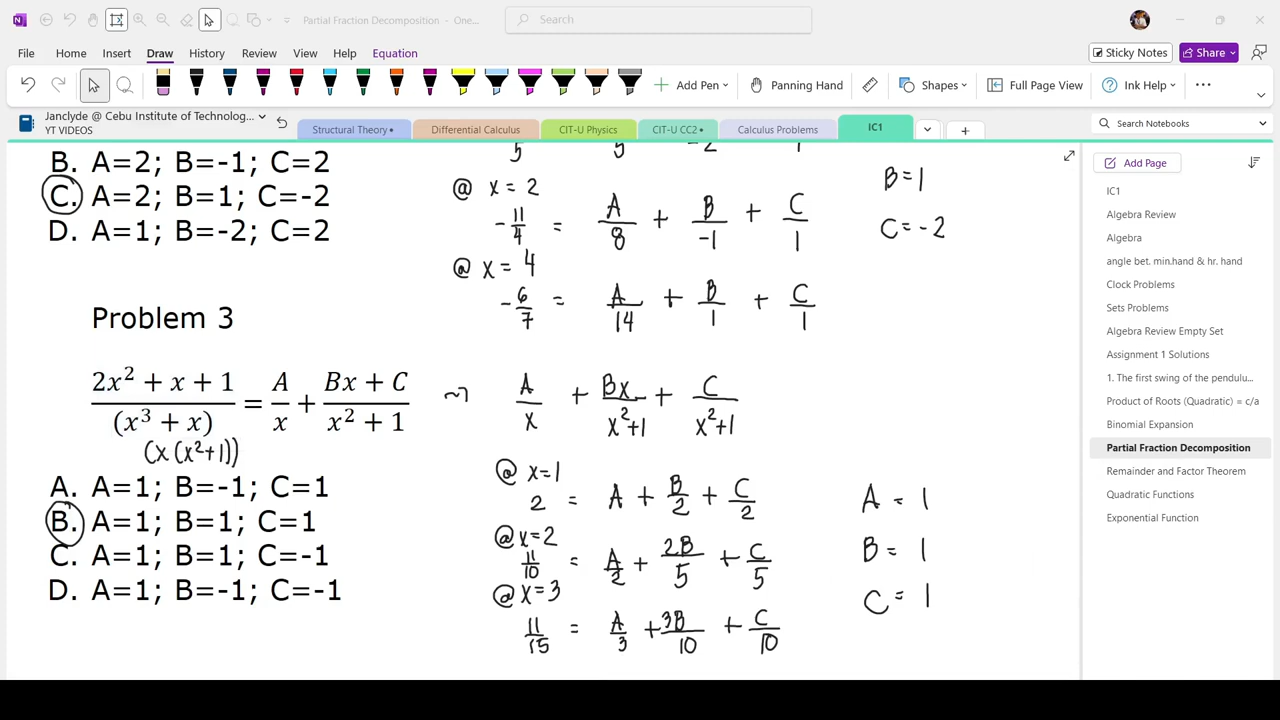 Partial Fraction Decomposition - One...
Search
File Home Insert Draw History Review View Help Equation
Sticky Notes
Share
Add Pen
Panning Hand
Shapes
Full Page View
Ink Help
Janclyde @ Cebu Institute of Technolog...
YT VIDEOS
Structural Theory
Differential Calculus
CIT-U Physics
CIT-U CC2
Calculus Problems
IC1
Search Notebooks
Add Page
IC1
Algebra Review
Algebra
angle bet. min.hand & hr. hand
Clock Problems
Sets Problems
Algebra Review Empty Set
Assignment 1 Solutions
1. The first swing of the pendulu...
Product of Roots (Quadratic) = c/a
Binomial Expansion
Partial Fraction Decomposition
Remainder and Factor Theorem
Quadratic Functions
Exponential Function
B. A=2; B=-1; C=2
C. A=2; B=1; C=-2
D. A=1; B=-2; C=2
5 5 -2 1
@ x = 2
-11/4 = A/8 + B/-1 + C/1
@ x = 4
-6/7 = A/14 + B/1 + C/1
B = 1
C = -2
Problem 3
(2x² + x + 1)/(x³ + x) = A/x + (Bx + C)/(x² + 1) ~> A/x + Bx/(x²+1) + C/(x²+1)
(x(x²+1))
A. A=1; B=-1; C=1
B. A=1; B=1; C=1
C. A=1; B=1; C=-1
D. A=1; B=-1; C=-1
@ x=1
2 = A + B/2 + C/2
@ x=2
11/10 = A/2 + 2B/5 + C/5
@ x=3
11/15 = A/3 + 3B/10 + C/10
A = 1
B = 1
C = 1